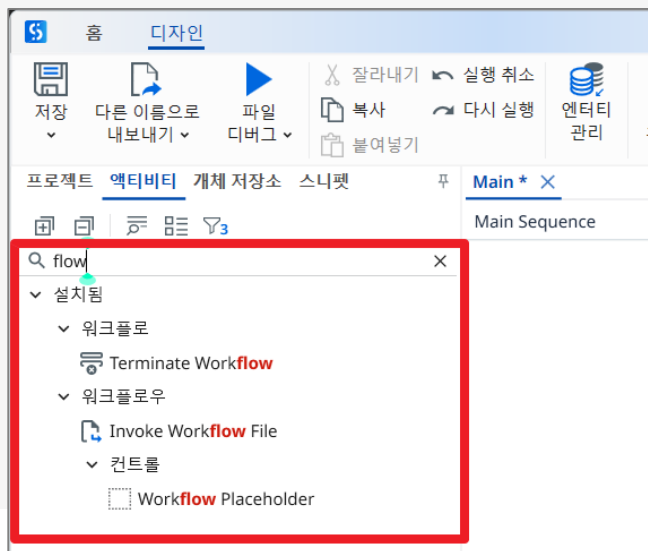 홈 디자인
저장 다른 이름으로 내보내기 파일 디버그 잘라내기 실행 취소
복사 다시 실행 엔터티 관리
붙여넣기
프로젝트 액티비티 개체 저장소 스니펫 Main *
3 Main Sequence
flow
설치됨
워크플로
Terminate Workflow
워크플로우
Invoke Workflow File
컨트롤
Workflow Placeholder